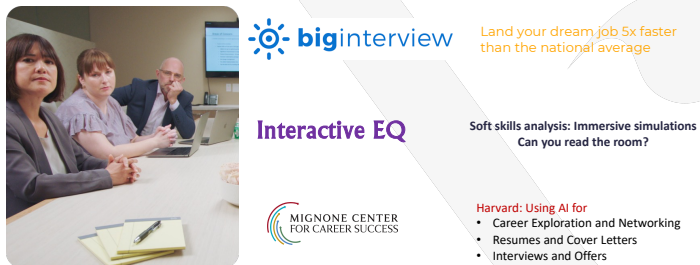 biginterview
Land your dream job 5x faster
than the national average
Interactive EQ
Soft skills analysis: Immersive simulations
Can you read the room?
MIGNONE CENTER
FOR CAREER SUCCESS
Harvard: Using AI for
• Career Exploration and Networking
• Resumes and Cover Letters
• Interviews and Offers